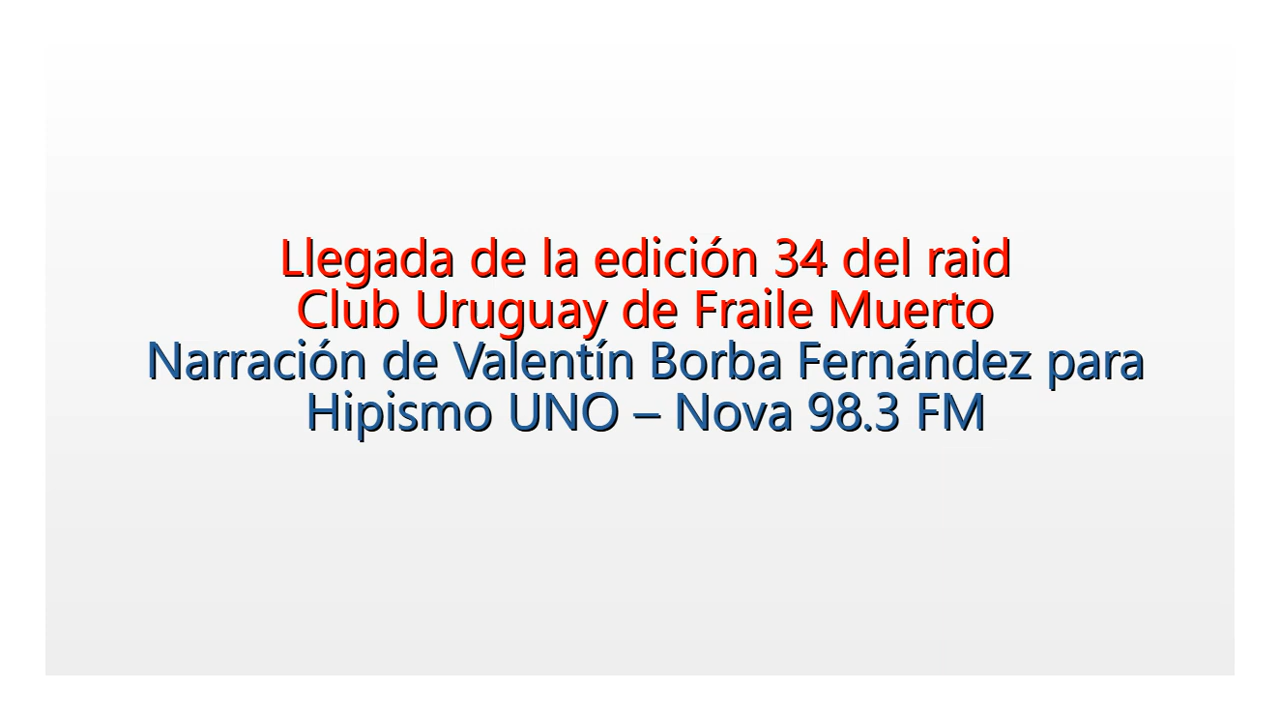 Llegada de la edición 34 del raid
Club Uruguay de Fraile Muerto
Narración de Valentín Borba Fernández para
Hipismo UNO – Nova 98.3 FM